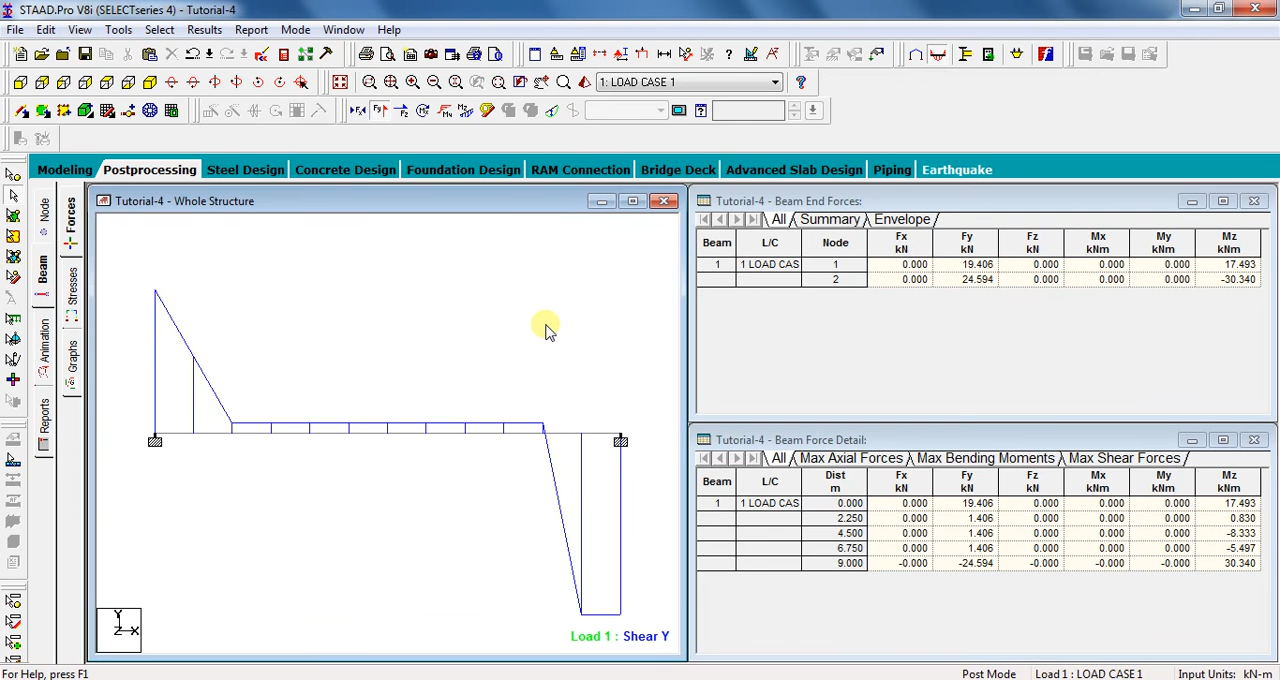 STAAD.Pro V8i (SELECTseries 4) - Tutorial-4
File Edit View Tools Select Results Report Mode Window Help
1: LOAD CASE 1
Modeling Postprocessing Steel Design Concrete Design Foundation Design RAM Connection Bridge Deck Advanced Slab Design Piping Earthquake
Node
Beam
Animation
Reports
Forces
Stresses
Graphs
Tutorial-4 - Whole Structure
Load 1 : Shear Y
Y
Z X
Tutorial-4 - Beam End Forces:
All Summary Envelope
Beam L/C Node Fx kN Fy kN Fz kN Mx kNm My kNm Mz kNm
1 1 LOAD CAS 1 0.000 19.406 0.000 0.000 0.000 17.493
2 0.000 24.594 0.000 0.000 0.000 -30.340
Tutorial-4 - Beam Force Detail:
All Max Axial Forces Max Bending Moments Max Shear Forces
Beam L/C Dist m Fx kN Fy kN Fz kN Mx kNm My kNm Mz kNm
1 1 LOAD CAS 0.000 0.000 19.406 0.000 0.000 0.000 17.493
2.250 0.000 1.406 0.000 0.000 0.000 0.830
4.500 0.000 1.406 0.000 0.000 0.000 -8.333
6.750 0.000 1.406 0.000 0.000 0.000 -5.497
9.000 -0.000 -24.594 -0.000 -0.000 -0.000 30.340
For Help, press F1
Post Mode Load 1 : LOAD CASE 1 Input Units: kN-m